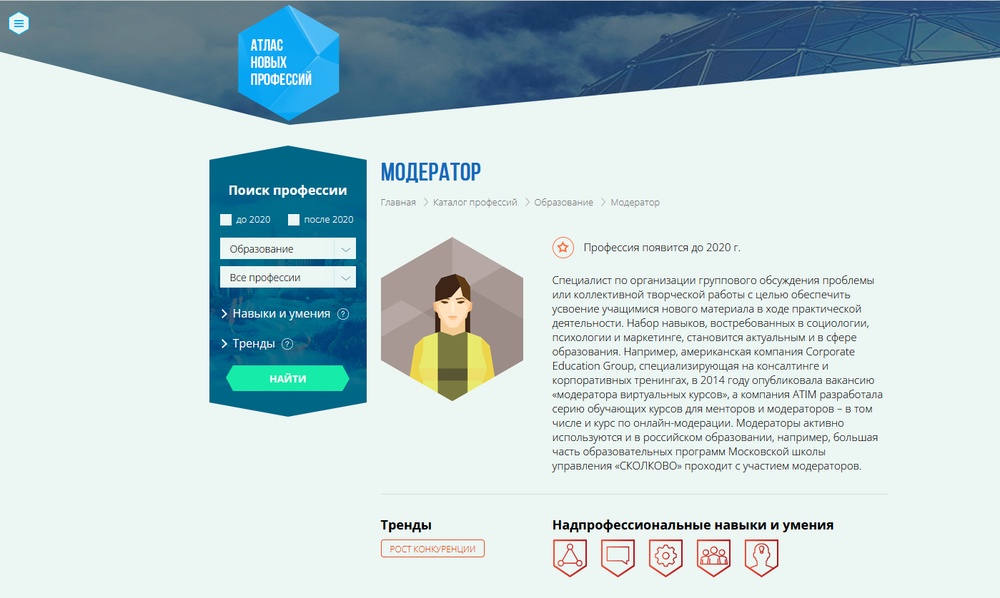 АТЛАС
НОВЫХ
ПРОФЕССИЙ
Поиск профессии
до 2020 после 2020
Образование
Все профессии
Навыки и умения ?
Тренды ?
НАЙТИ
МОДЕРАТОР
Главная Каталог профессий Образование Модератор
Профессия появится до 2020 г.
Специалист по организации группового обсуждения проблемы
или коллективной творческой работы с целью обеспечить
усвоение учащимися нового материала в ходе практической
деятельности. Набор навыков, востребованных в социологии,
психологии и маркетинге, становится актуальным и в сфере
образования. Например, американская компания Corporate
Education Group, специализирующая на консалтинге и
корпоративных тренингах, в 2014 году опубликовала вакансию
«модератора виртуальных курсов», а компания ATIM разработала
серию обучающих курсов для менторов и модераторов – в том
числе и курс по онлайн-модерации. Модераторы активно
используются и в российском образовании, например, большая
часть образовательных программ Московской школы
управления «СКОЛКОВО» проходит с участием модераторов.
Тренды
РОСТ КОНКУРЕНЦИИ
Надпрофессиональные навыки и умения